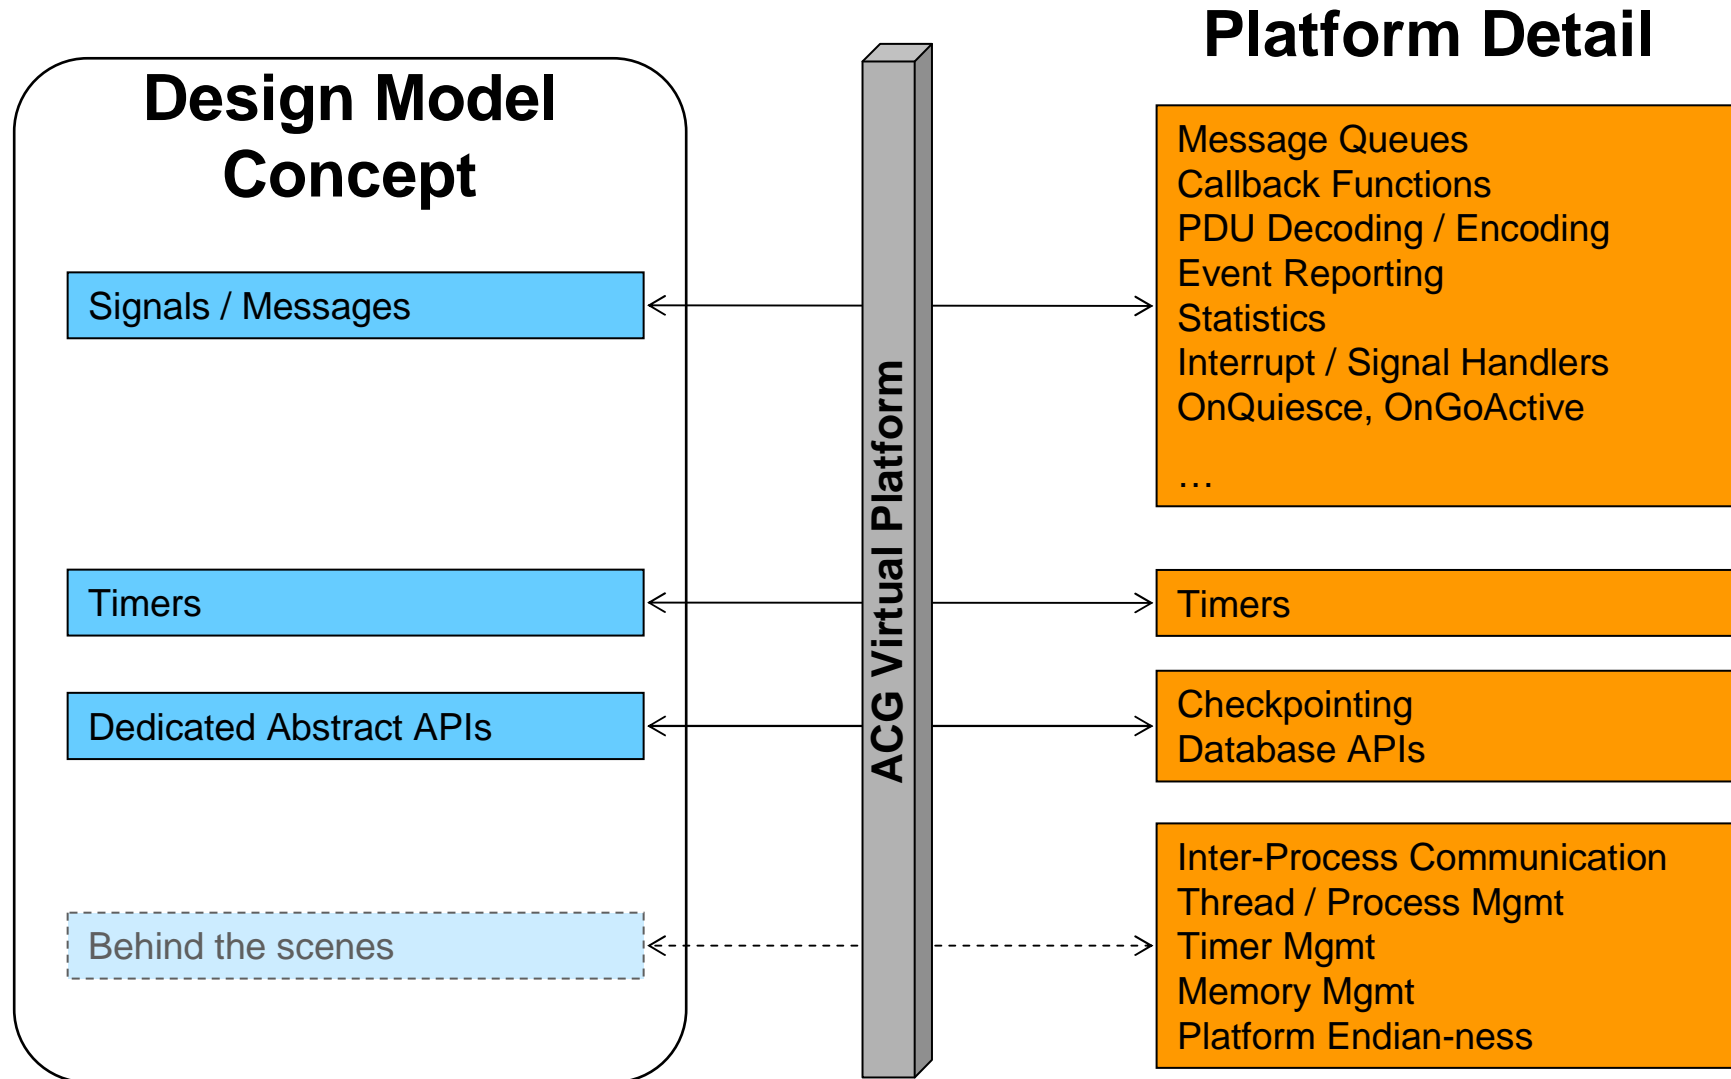 Platform Detail
Design Model
Concept
Signals / Messages
Timers
Dedicated Abstract APIs
Behind the scenes
ACG Virtual Platform
Message Queues
Callback Functions
PDU Decoding / Encoding
Event Reporting
Statistics
Interrupt / Signal Handlers
OnQuiesce, OnGoActive
…
Timers
Checkpointing
Database APIs
Inter-Process Communication
Thread / Process Mgmt
Timer Mgmt
Memory Mgmt
Platform Endian-ness